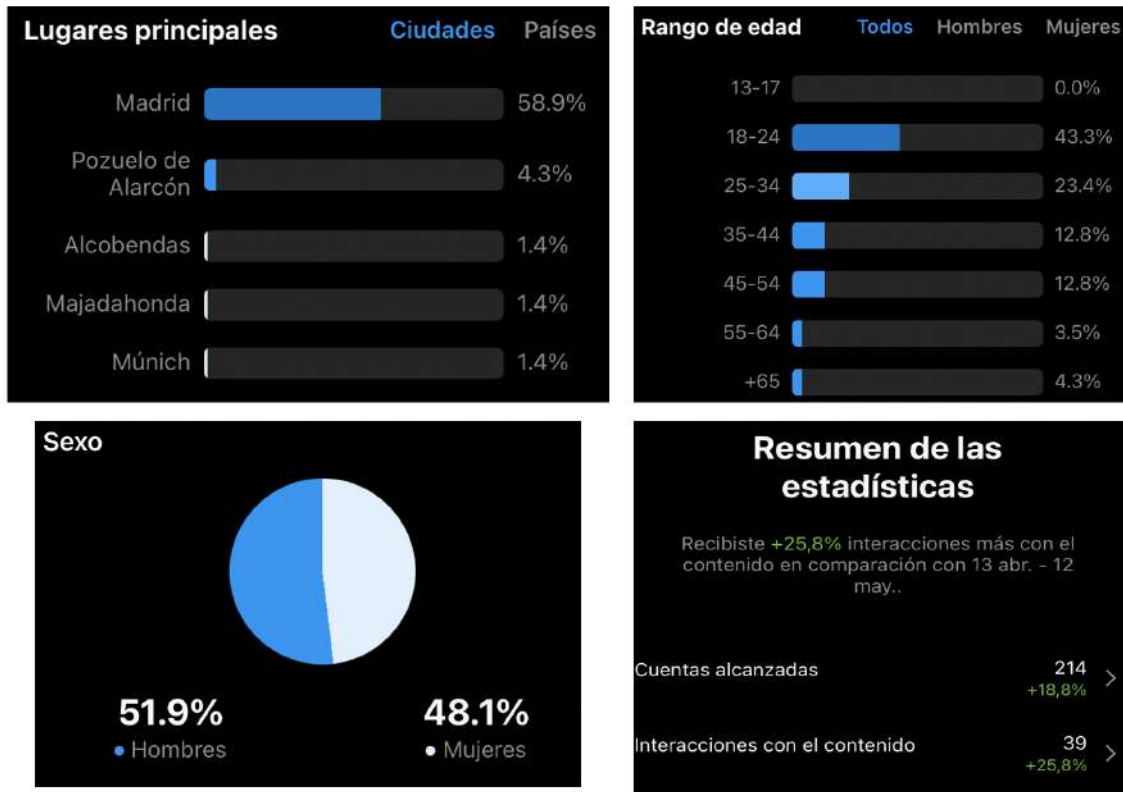 Lugares principales Ciudades Países
Madrid 58.9%
Pozuelo de
Alarcón 4.3%
Alcobendas 1.4%
Majadahonda 1.4%
Múnich 1.4%
Rango de edad Todos Hombres Mujeres
13-17 0.0%
18-24 43.3%
25-34 23.4%
35-44 12.8%
45-54 12.8%
55-64 3.5%
+65 4.3%
Sexo
51.9% 48.1%
Hombres Mujeres
Resumen de las
estadísticas
Recibiste +25,8% interacciones más con el
contenido en comparación con 13 abr. - 12
may..
Cuentas alcanzadas 214
+18,8%
Interacciones con el contenido 39
+25,8%